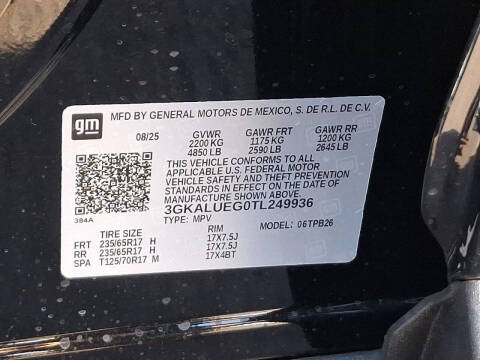 gm MFD BY GENERAL MOTORS DE MEXICO, S. DE R.L. DE C.V.
08/25 GVWR GAWR FRT GAWR RR
2200 KG 1175 KG 1200 KG
4850 LB 2590 LB 2645 LB
THIS VEHICLE CONFORMS TO ALL
APPLICABLE U.S. FEDERAL MOTOR
VEHICLE SAFETY AND THEFT PREVENTION
STANDARDS IN EFFECT ON THE DATE OF
MANUFACTURE SHOWN ABOVE.
3GKALUEG0TL249936
384A TYPE: MPV MODEL: 06TPB26
TIRE SIZE RIM
FRT 235/65R17 H 17X7.5J
RR 235/65R17 H 17X7.5J
SPA T125/70R17 M 17X4BT